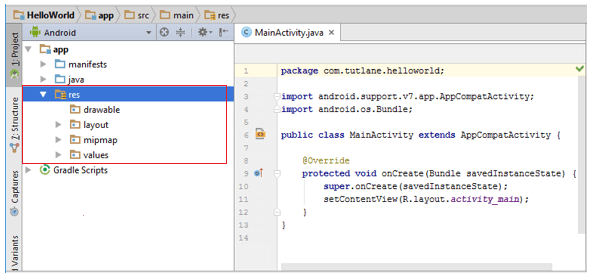 HelloWorld app src main res
1: Project
7: Structure
Captures
d Variants
Android
app
manifests
java
res
drawable
layout
mipmap
values
Gradle Scripts
MainActivity.java
1 package com.tutlane.helloworld;
2
3 import android.support.v7.app.AppCompatActivity;
4 import android.os.Bundle;
5
6 public class MainActivity extends AppCompatActivity {
7
8 @Override
9 protected void onCreate(Bundle savedInstanceState) {
10 super.onCreate(savedInstanceState);
11 setContentView(R.layout.activity_main);
12 }
13 }
14